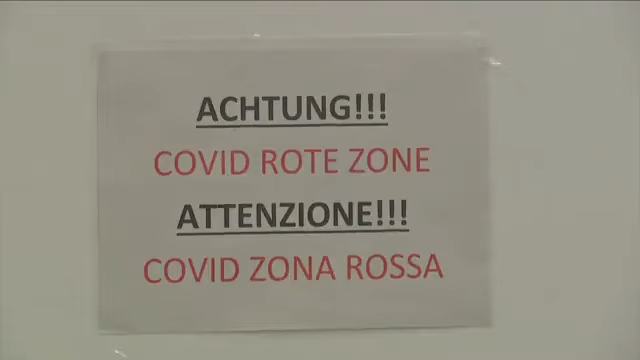 ACHTUNG!!!
COVID ROTE ZONE
ATTENZIONE!!!
COVID ZONA ROSSA